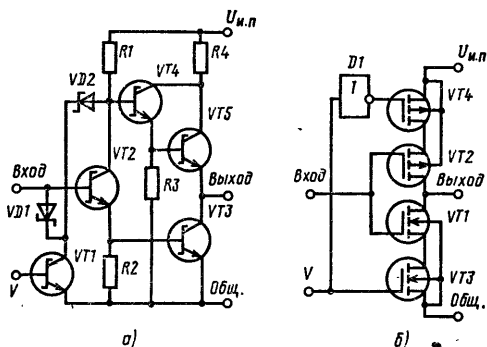 Uи.п
R1
R4
VD2
VT4
VT5
VT2
Вход
R3
Выход
VD1
VT3
VT1
R2
V
Общ.
а)
Uи.п
D1
1
VT4
VT2
Вход
Выход
VT1
V
VT3
Общ.
б)